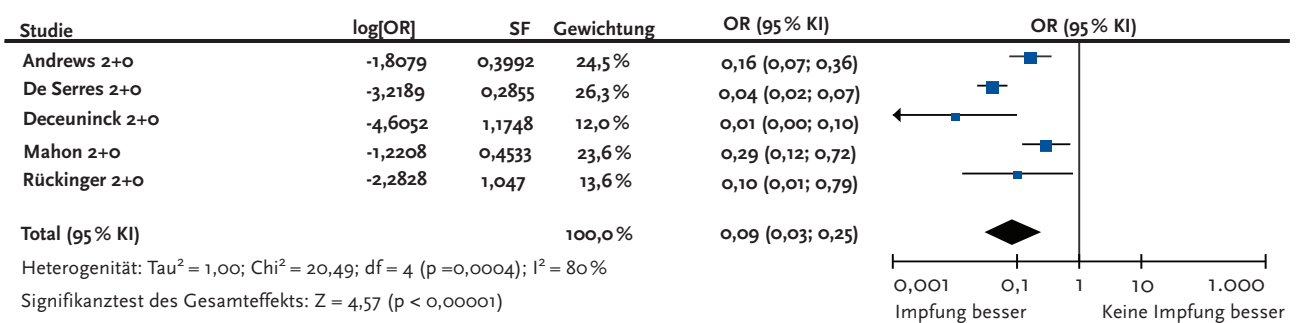 Studie log[OR] SF Gewichtung OR (95 % KI) OR (95 % KI)
Andrews 2+0 -1,8079 0,3992 24,5 % 0,16 (0,07; 0,36)
De Serres 2+0 -3,2189 0,2855 26,3 % 0,04 (0,02; 0,07)
Deceuninck 2+0 -4,6052 1,1748 12,0 % 0,01 (0,00; 0,10)
Mahon 2+0 -1,2208 0,4533 23,6 % 0,29 (0,12; 0,72)
Rückinger 2+0 -2,2828 1,047 13,6 % 0,10 (0,01; 0,79)
Total (95 % KI) 100,0 % 0,09 (0,03; 0,25)
Heterogenität: Tau² = 1,00; Chi² = 20,49; df = 4 (p =0,0004); I² = 80 %
Signifikanztest des Gesamteffekts: Z = 4,57 (p < 0,00001)
0,001 0,1 1 10 1.000
Impfung besser Keine Impfung besser